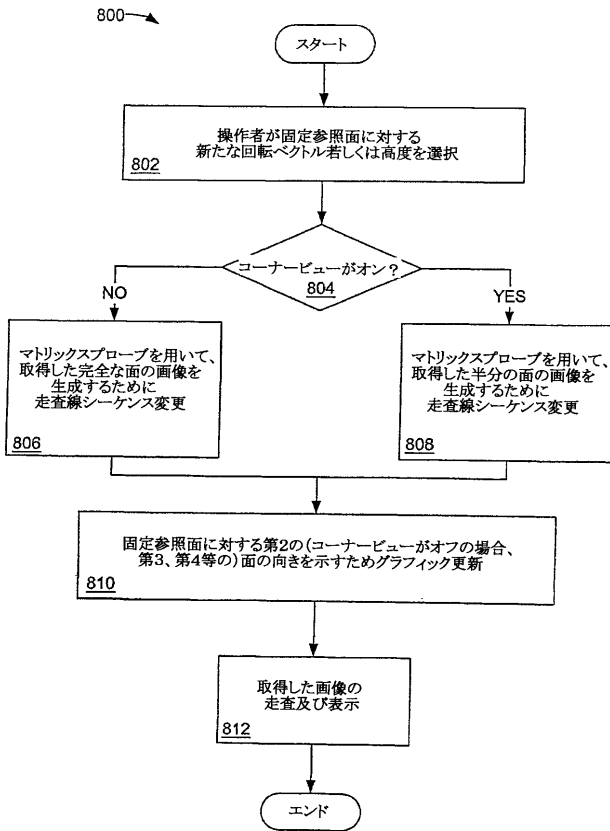 800
スタート
操作者が固定参照面に対する
新たな回転ベクトル若しくは高度を選択
802
コーナービューがオン？
804
NO
YES
マトリックスプローブを用いて、
取得した完全な面の画像を
生成するために
走査線シーケンス変更
806
マトリックスプローブを用いて、
取得した半分の面の画像を
生成するために
走査線シーケンス変更
808
固定参照面に対する第2の(コーナービューがオフの場合、
第3、第4等の)面の向きを示すためグラフィック更新
810
取得した画像の
走査及び表示
812
エンド